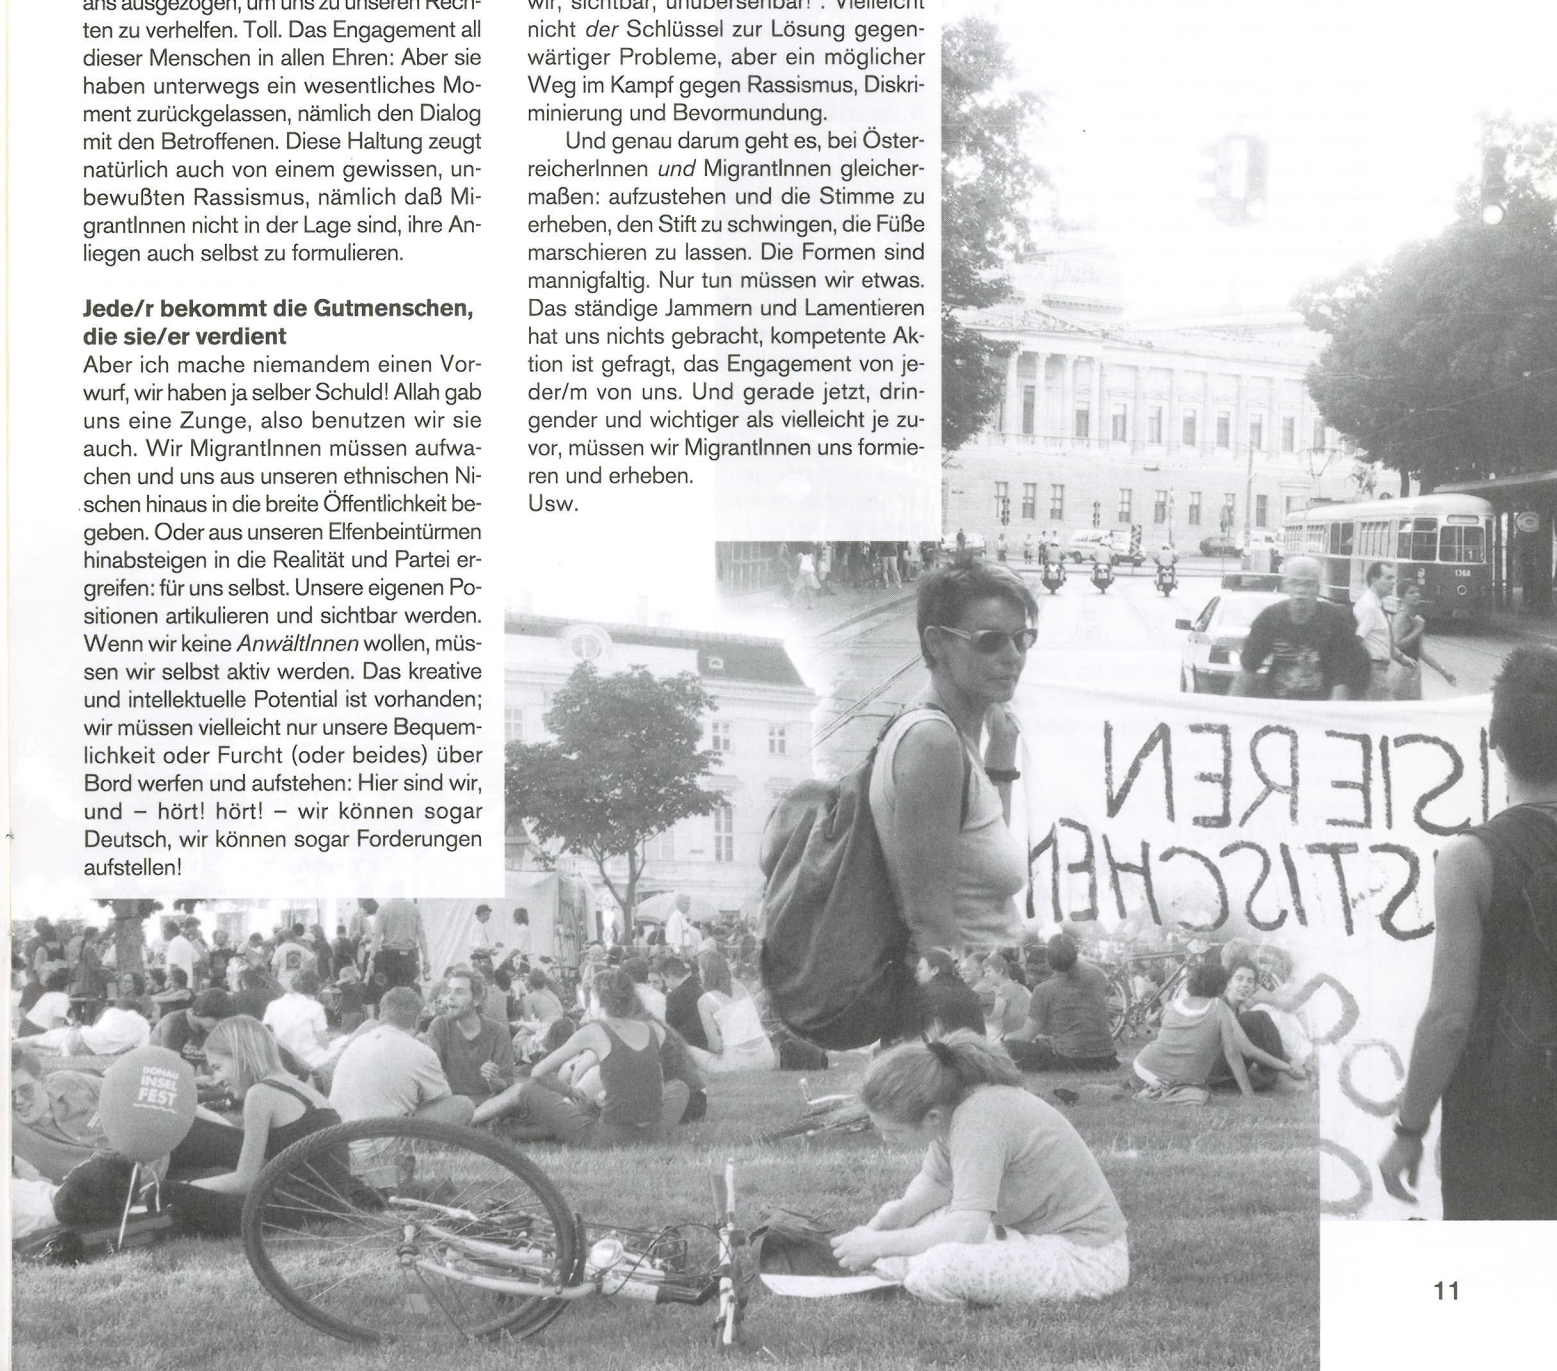 ans ausgezogen, um uns zu unseren Rech-
ten zu verhelfen. Toll. Das Engagement all
dieser Menschen in allen Ehren: Aber sie
haben unterwegs ein wesentliches Mo-
ment zurückgelassen, nämlich den Dialog
mit den Betroffenen. Diese Haltung zeugt
natürlich auch von einem gewissen, un-
bewußten Rassismus, nämlich daß Mi-
grantInnen nicht in der Lage sind, ihre An-
liegen auch selbst zu formulieren.
Jede/r bekommt die Gutmenschen,
die sie/er verdient
Aber ich mache niemandem einen Vor-
wurf, wir haben ja selber Schuld! Allah gab
uns eine Zunge, also benutzen wir sie
auch. Wir MigrantInnen müssen aufwa-
chen und uns aus unseren ethnischen Ni-
schen hinaus in die breite Öffentlichkeit be-
geben. Oder aus unseren Elfenbeintürmen
hinabsteigen in die Realität und Partei er-
greifen: für uns selbst. Unsere eigenen Po-
sitionen artikulieren und sichtbar werden.
Wenn wir keine AnwältInnen wollen, müs-
sen wir selbst aktiv werden. Das kreative
und intellektuelle Potential ist vorhanden;
wir müssen vielleicht nur unsere Bequem-
lichkeit oder Furcht (oder beides) über
Bord werfen und aufstehen: Hier sind wir,
und – hört! hört! – wir können sogar
Deutsch, wir können sogar Forderungen
aufstellen!
wir, sichtbar, unübersehbar! . Vielleicht
nicht der Schlüssel zur Lösung gegen-
wärtiger Probleme, aber ein möglicher
Weg im Kampf gegen Rassismus, Diskri-
minierung und Bevormundung.
Und genau darum geht es, bei Öster-
reicherInnen und MigrantInnen gleicher-
maßen: aufzustehen und die Stimme zu
erheben, den Stift zu schwingen, die Füße
marschieren zu lassen. Die Formen sind
mannigfaltig. Nur tun müssen wir etwas.
Das ständige Jammern und Lamentieren
hat uns nichts gebracht, kompetente Ak-
tion ist gefragt, das Engagement von je-
der/m von uns. Und gerade jetzt, drin-
gender und wichtiger als vielleicht je zu-
vor, müssen wir MigrantInnen uns formie-
ren und erheben.
Usw.
1368
ISIEREN
STISCHEN
DONAU
INSEL
FEST
11